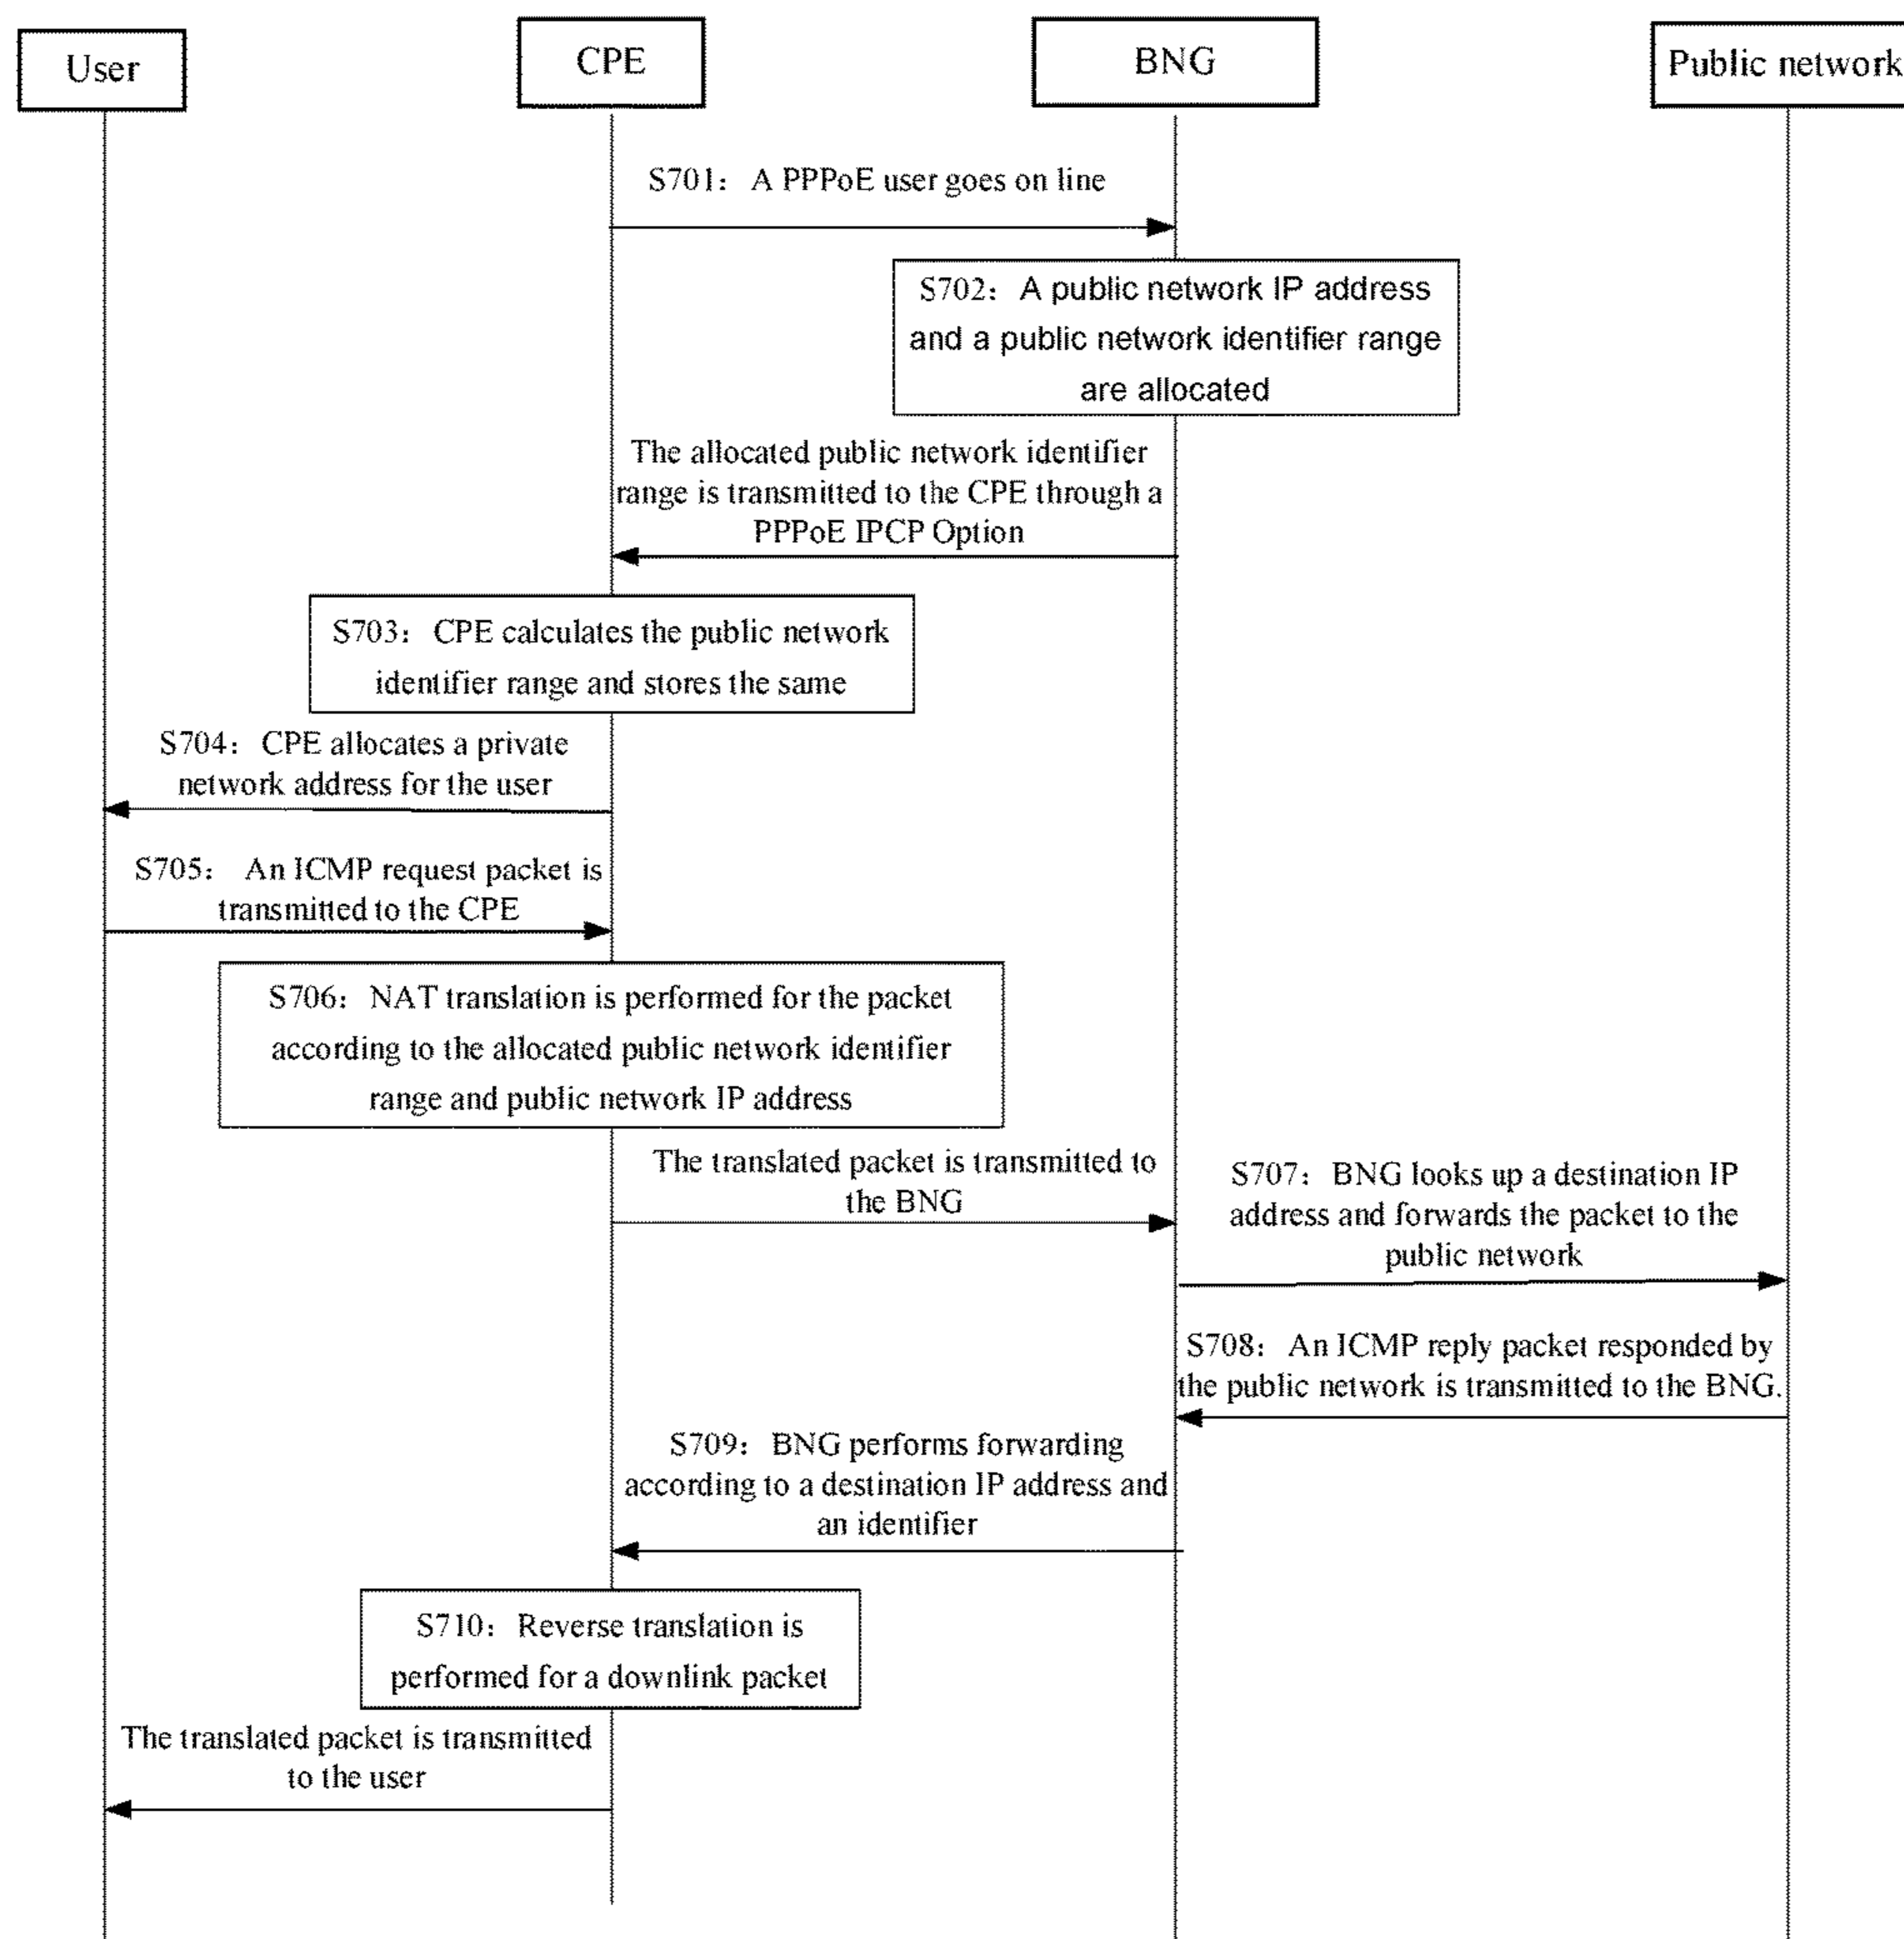 User
CPE
BNG
Public network
S701: A PPPoE user goes on line
S702: A public network IP address
and a public network identifier range
are allocated
The allocated public network identifier
range is transmitted to the CPE through a
PPPoE IPCP Option
S703: CPE calculates the public network
identifier range and stores the same
S704: CPE allocates a private
network address for the user
S705: An ICMP request packet is
transmitted to the CPE
S706: NAT translation is performed for the packet
according to the allocated public network identifier
range and public network IP address
The translated packet is transmitted to
the BNG
S707: BNG looks up a destination IP
address and forwards the packet to the
public network
S708: An ICMP reply packet responded by
the public network is transmitted to the BNG.
S709: BNG performs forwarding
according to a destination IP address and
an identifier
S710: Reverse translation is
performed for a downlink packet
The translated packet is transmitted
to the user